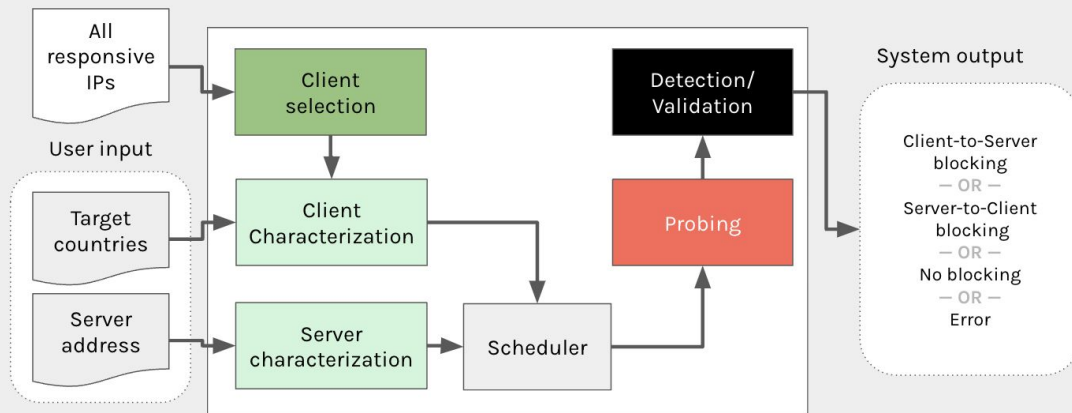 All
responsive
IPs
User input
Target
countries
Server
address
Client
selection
Client
Characterization
Server
characterization
Scheduler
Detection/
Validation
Probing
System output
Client-to-Server
blocking
— OR —
Server-to-Client
blocking
— OR —
No blocking
— OR —
Error